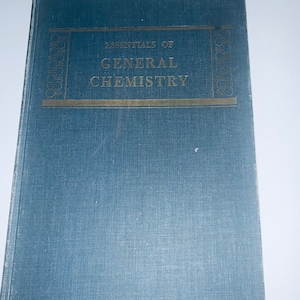 ESSENTIALS OF
GENERAL
CHEMISTRY